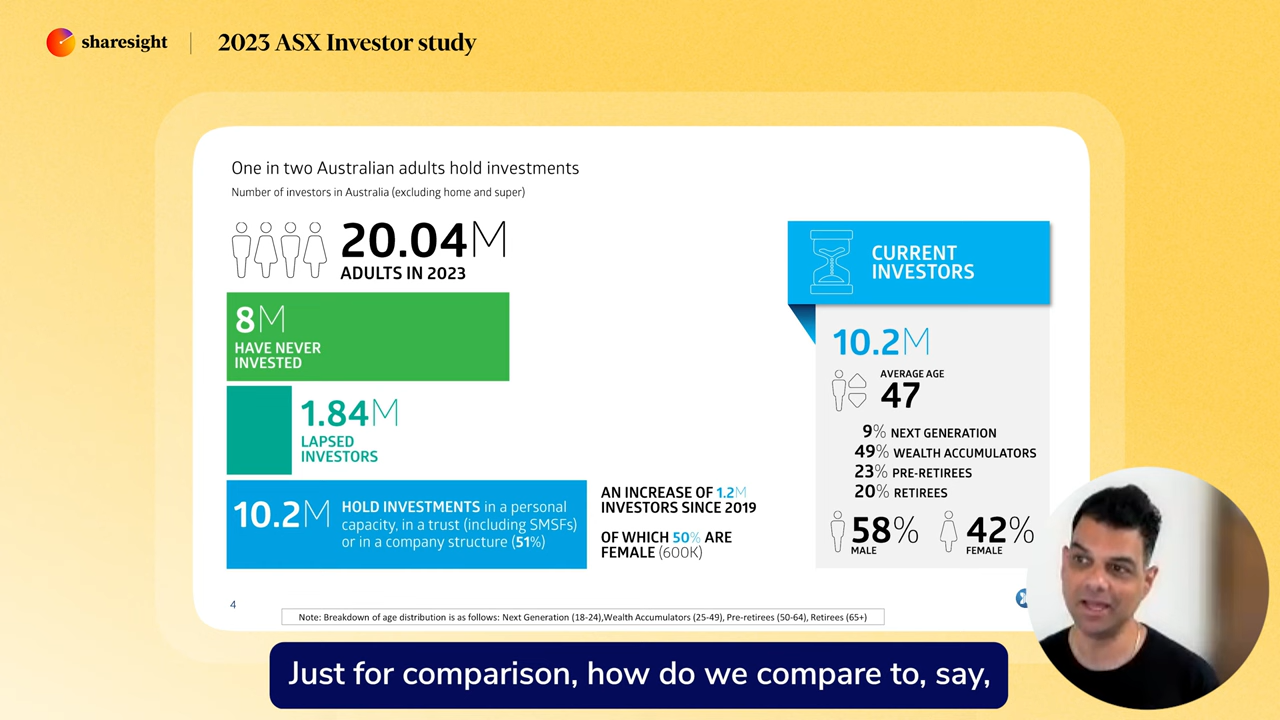 sharesight
2023 ASX Investor study
One in two Australian adults hold investments
Number of investors in Australia (excluding home and super)
20.04M
ADULTS IN 2023
8M
HAVE NEVER
INVESTED
1.84M
LAPSED
INVESTORS
10.2M
HOLD INVESTMENTS in a personal
capacity, in a trust (including SMSFs)
or in a company structure (51%)
AN INCREASE OF 1.2M
INVESTORS SINCE 2019
OF WHICH 50% ARE
FEMALE (600K)
CURRENT
INVESTORS
10.2M
AVERAGE AGE
47
9% NEXT GENERATION
49% WEALTH ACCUMULATORS
23% PRE-RETIREES
20% RETIREES
58%
MALE
42%
FEMALE
4
Note: Breakdown of age distribution is as follows: Next Generation (18-24),Wealth Accumulators (25-49), Pre-retirees (50-64), Retirees (65+)
Just for comparison, how do we compare to, say,